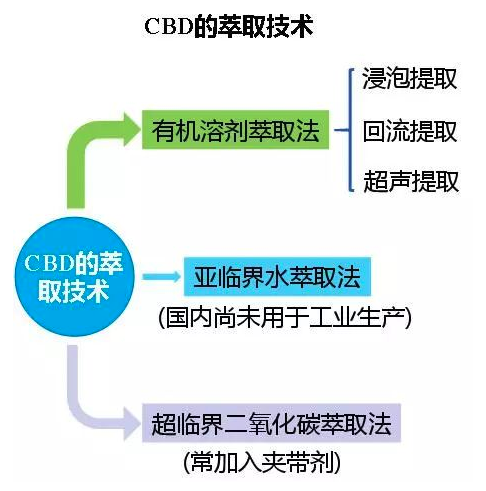 CBD的萃取技术
浸泡提取
有机溶剂萃取法
回流提取
超声提取
CBD的萃
取技术
亚临界水萃取法
(国内尚未用于工业生产)
超临界二氧化碳萃取法
(常加入夹带剂)